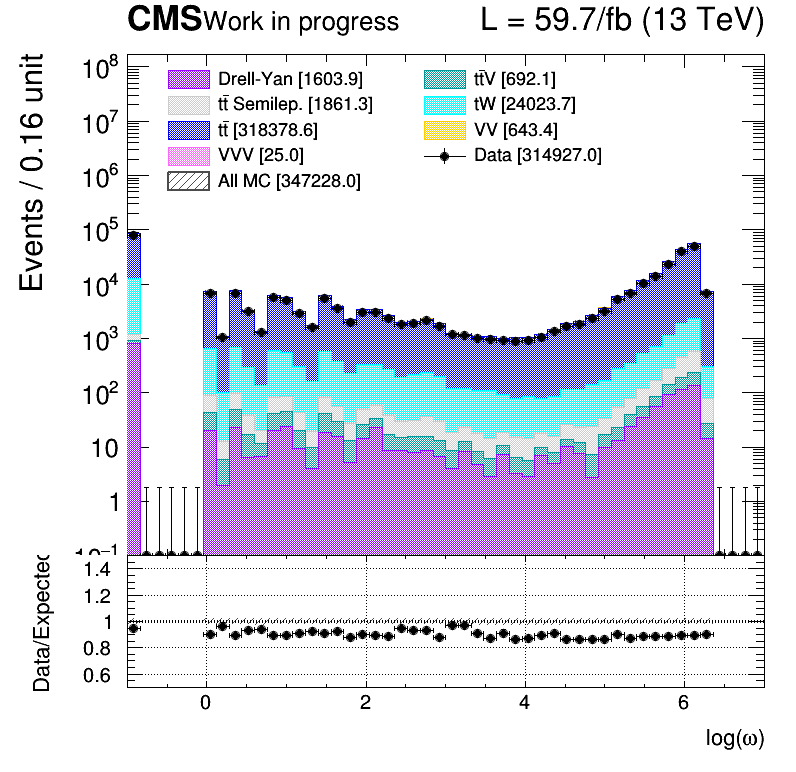 CMS Work in progress L = 59.7/fb (13 TeV)
Events / 0.16 unit
10⁸
10⁷
10⁶
10⁵
10⁴
10³
10²
10
1
10⁻¹
Drell-Yan [1603.9]
tt̄ Semilep. [1861.3]
tt̄ [318378.6]
VVV [25.0]
All MC [347228.0]
tt̄V [692.1]
tW [24023.7]
VV [643.4]
Data [314927.0]
Data/Expected
1.4
1.2
1
0.8
0.6
0 2 4 6
log(ω)